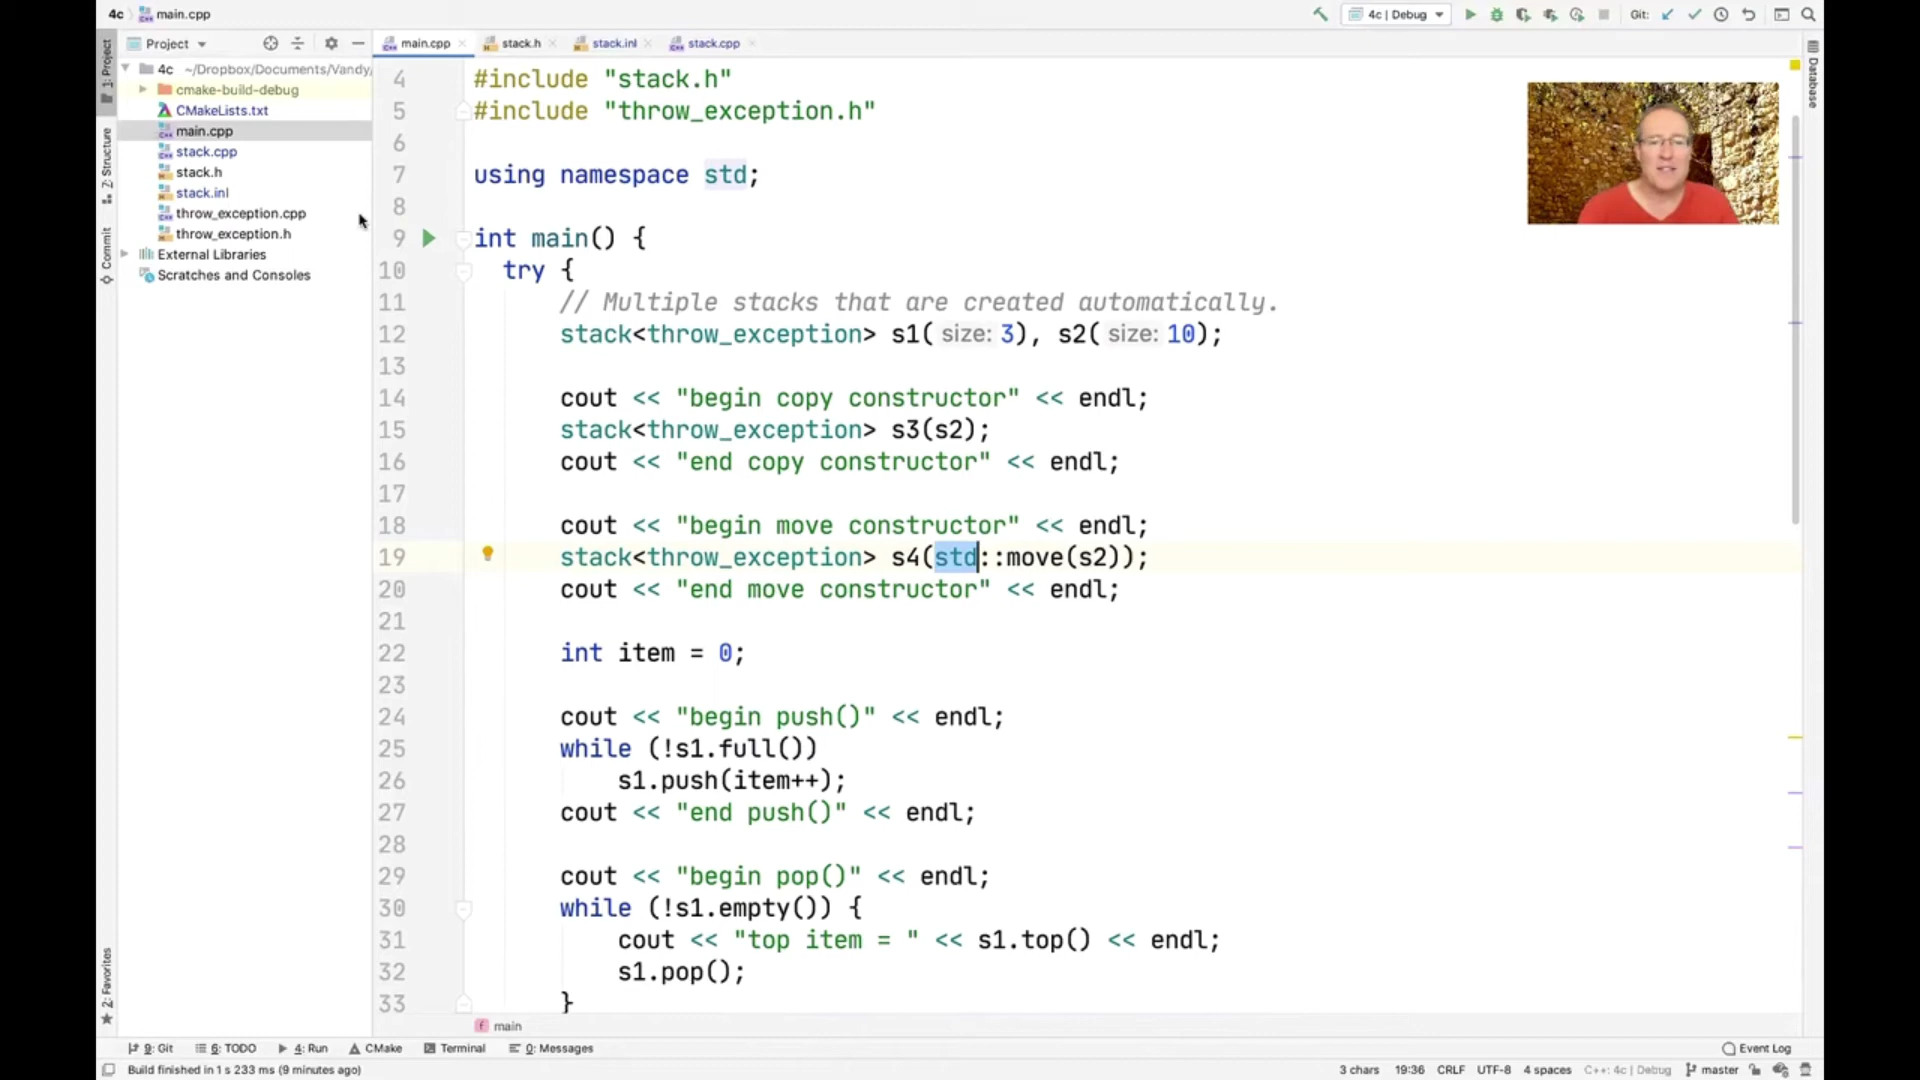 4c main.cpp
4c | Debug Git:
Project
main.cpp stack.h stack.inl stack.cpp
1: Project
Z: Structure
Commit
2: Favorites
Database
4c ~/Dropbox/Documents/Vandy/
cmake-build-debug
CMakeLists.txt
main.cpp
stack.cpp
stack.h
stack.inl
throw_exception.cpp
throw_exception.h
External Libraries
Scratches and Consoles
4 #include "stack.h"
5 #include "throw_exception.h"
6
7 using namespace std;
8
9 int main() {
10 try {
11 // Multiple stacks that are created automatically.
12 stack<throw_exception> s1( size: 3), s2( size: 10);
13
14 cout << "begin copy constructor" << endl;
15 stack<throw_exception> s3(s2);
16 cout << "end copy constructor" << endl;
17
18 cout << "begin move constructor" << endl;
19 stack<throw_exception> s4(std::move(s2));
20 cout << "end move constructor" << endl;
21
22 int item = 0;
23
24 cout << "begin push()" << endl;
25 while (!s1.full())
26 s1.push(item++);
27 cout << "end push()" << endl;
28
29 cout << "begin pop()" << endl;
30 while (!s1.empty()) {
31 cout << "top item = " << s1.top() << endl;
32 s1.pop();
33 }
f main
9: Git 6: TODO 4: Run CMake Terminal 0: Messages Event Log
Build finished in 1 s 233 ms (9 minutes ago) 3 chars 19:36 CRLF UTF-8 4 spaces C++: 4c | Debug master